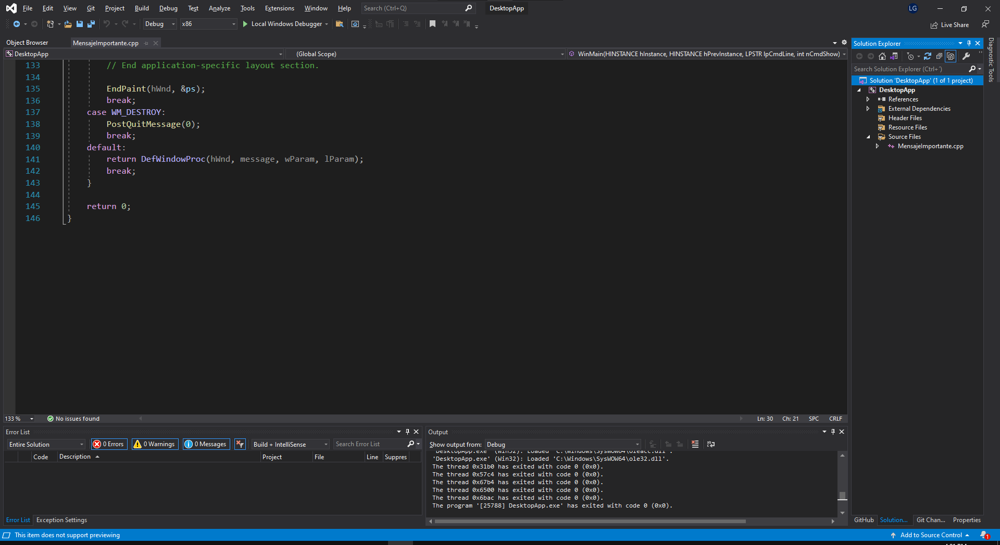 File Edit View Git Project Build Debug Test Analyze Tools Extensions Window Help Search (Ctrl+Q) DesktopApp LG
Debug x86 Local Windows Debugger Live Share
Object Browser MensajeImportante.cpp
DesktopApp (Global Scope) WinMain(HINSTANCE hInstance, HINSTANCE hPrevInstance, LPSTR lpCmdLine, int nCmdShow)
133 // End application-specific layout section.
134
135 EndPaint(hWnd, &ps);
136 break;
137 case WM_DESTROY:
138 PostQuitMessage(0);
139 break;
140 default:
141 return DefWindowProc(hWnd, message, wParam, lParam);
142 break;
143 }
144
145 return 0;
146 }
133 % No issues found Ln: 30 Ch: 21 SPC CRLF
Solution Explorer
Search Solution Explorer (Ctrl+´)
Solution 'DesktopApp' (1 of 1 project)
DesktopApp
References
External Dependencies
Header Files
Resource Files
Source Files
MensajeImportante.cpp
Diagnostic Tools
Error List
Entire Solution 0 Errors 0 Warnings 0 Messages Build + IntelliSense Search Error List
Code Description Project File Line Suppres
Error List Exception Settings
Output
Show output from: Debug
'DesktopApp.exe' (Win32): Loaded 'C:\Windows\SysWOW64\oleacc.dll'.
'DesktopApp.exe' (Win32): Loaded 'C:\Windows\SysWOW64\ole32.dll'.
The thread 0x31b0 has exited with code 0 (0x0).
The thread 0x57c4 has exited with code 0 (0x0).
The thread 0x67b4 has exited with code 0 (0x0).
The thread 0x6500 has exited with code 0 (0x0).
The thread 0x6bac has exited with code 0 (0x0).
The program '[25788] DesktopApp.exe' has exited with code 0 (0x0).
GitHub Solution... Git Chan... Properties
This item does not support previewing Add to Source Control 1